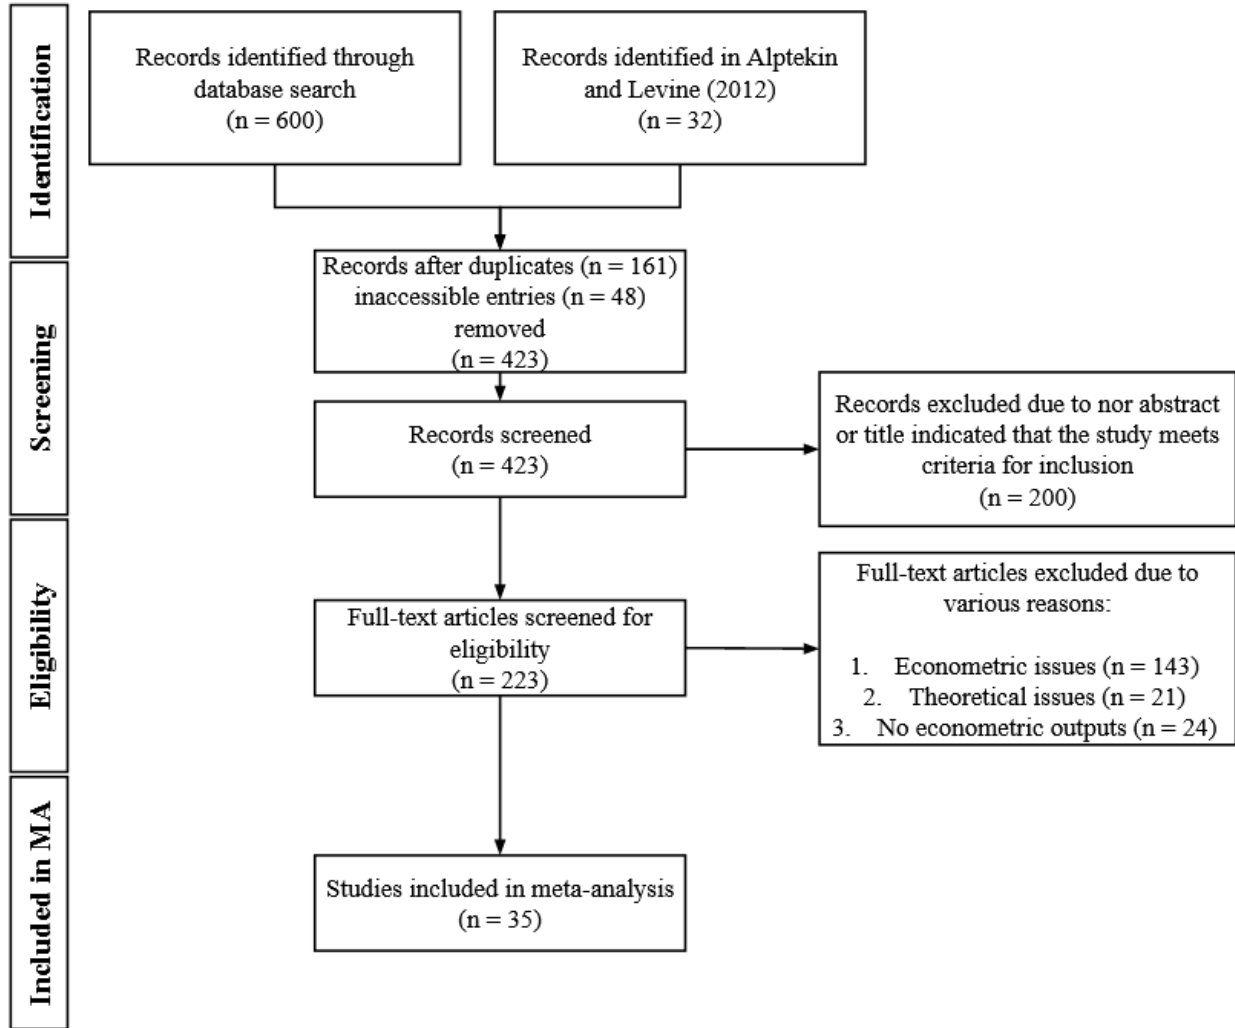 Identification
Records identified through
database search
(n = 600)
Records identified in Alptekin
and Levine (2012)
(n = 32)
Screening
Records after duplicates (n = 161)
inaccessible entries (n = 48)
removed
(n = 423)
Records screened
(n = 423)
Records excluded due to nor abstract
or title indicated that the study meets
criteria for inclusion
(n = 200)
Eligibility
Full-text articles screened for
eligibility
(n = 223)
Full-text articles excluded due to
various reasons:
1. Econometric issues (n = 143)
2. Theoretical issues (n = 21)
3. No econometric outputs (n = 24)
Included in MA
Studies included in meta-analysis
(n = 35)